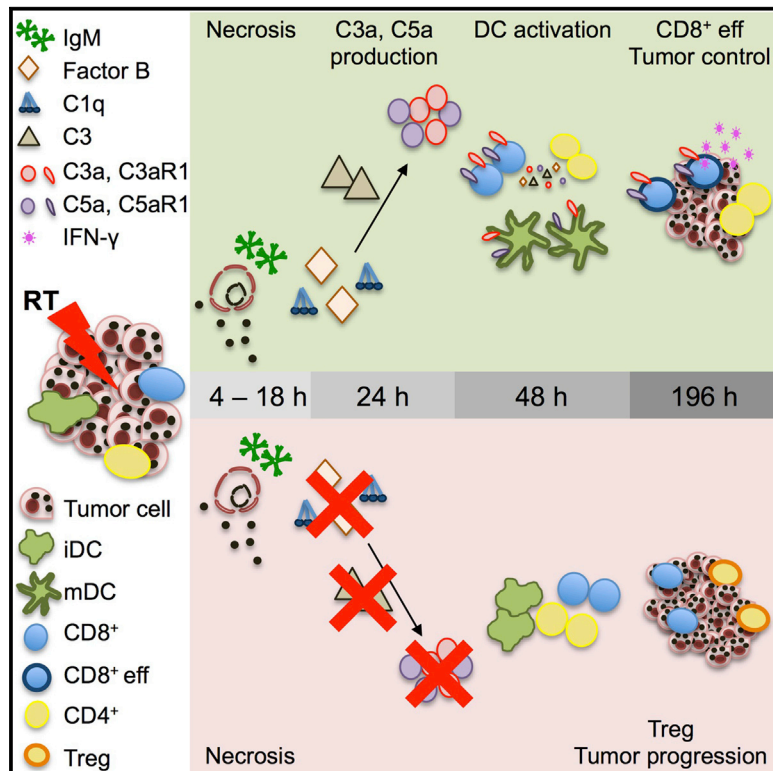 IgM
Factor B
C1q
C3
C3a, C3aR1
C5a, C5aR1
IFN-γ
RT
Tumor cell
iDC
mDC
CD8⁺
CD8⁺ eff
CD4⁺
Treg
Necrosis
C3a, C5a
production
DC activation
CD8⁺ eff
Tumor control
4 – 18 h
24 h
48 h
196 h
Necrosis
Treg
Tumor progression